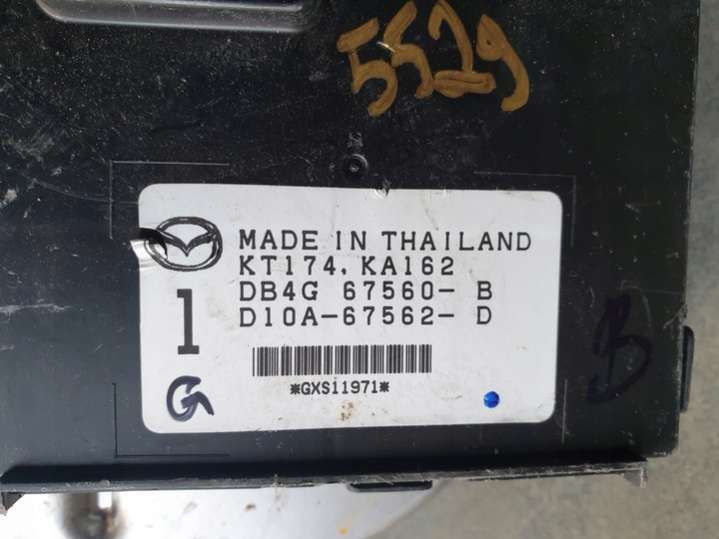 5529
MADE IN THAILAND
KT174. KA162
1
DB4G 67560- B
D10A-67562- D
*GXS11971*
G
B